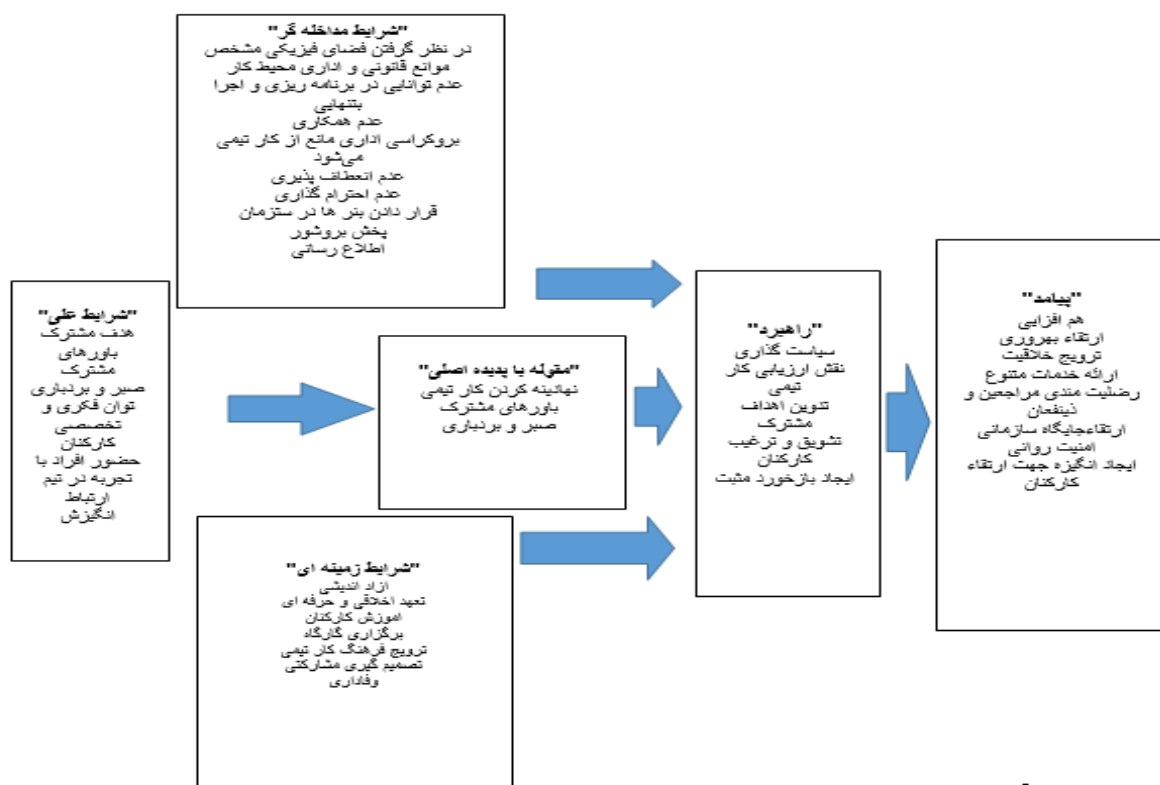 "شرایط مداخله گر"
در نظر گرفتن فضای فیزیکی مشخص
موانع قانونی و اداری محیط کار
عدم توانایی در برنامه ریزی و اجرا
بتنهایی
عدم همکاری
بروکراسی اداری مانع از کار تیمی
می‌شود
عدم انعطاف پذیری
عدم احترام گذاری
قرار دادن بنر ها در ستزمان
پخش بروشور
اطلاع رسانی
"شرایط علی"
هدف مشترک
باورهای
مشترک
صبر و بردباری
توان فکری و
تخصصی
کارکنان
حضور افراد با
تجربه در تیم
ارتباط
انگیزش
"مقوله یا پدیده اصلی"
نهادینه کردن کار تیمی
باورهای مشترک
صبر و بردباری
"شرایط زمینه ای"
ازاد اندیشی
تعهد اخلاقی و حرفه ای
اموزش کارکنان
برگزاری گارگاه
ترویج فرهنگ کار تیمی
تصمیم گیری مشارکتی
وفاداری
"راهبرد"
سیاست گذاری
نقش ارزیابی کار
تیمی
تدوین اهداف
مشترک
تشویق و ترغیب
کارکنان
ایجاد بازخورد مثبت
"پیامد"
هم افزایی
ارتقاء بهروری
ترویج خلاقیت
ارائه خدمات متنوع
رضلیت مندی مراجعین و
ذینفعان
ارتقاءجایگاه سازمانی
امنیت روانی
ایجاد انگیزه جهت ارتقاء
کارکنان